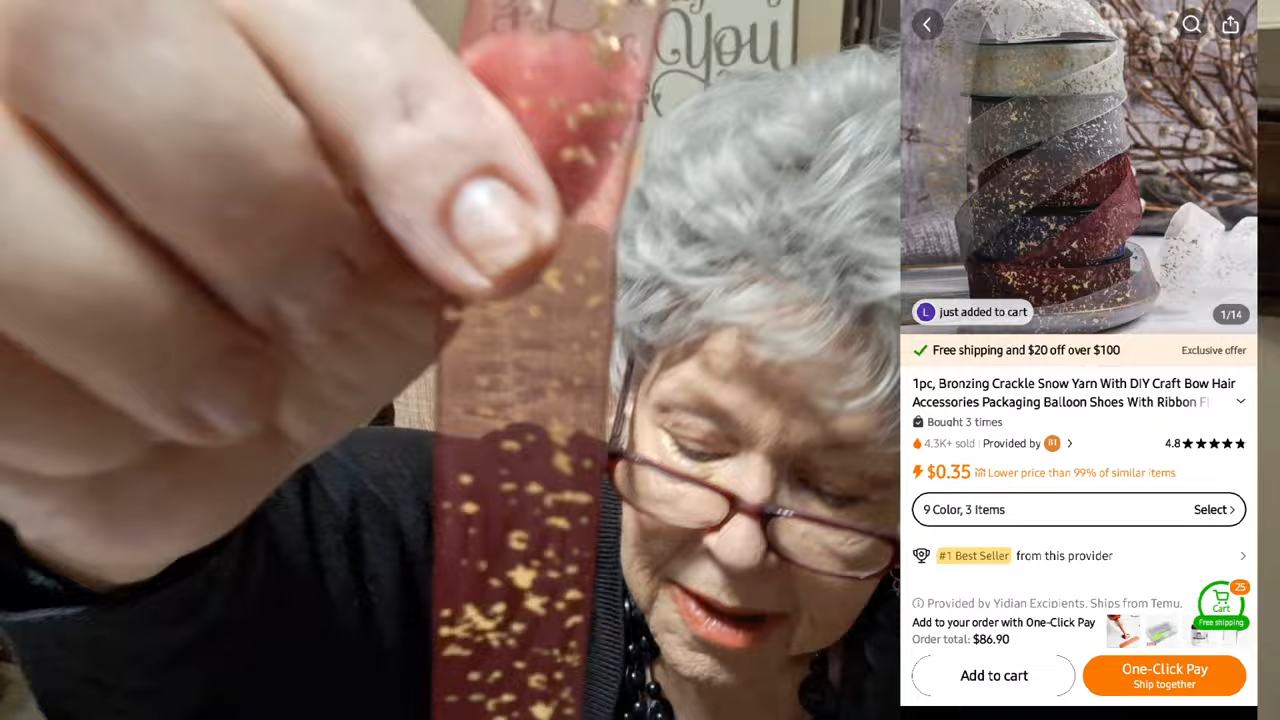 You
L just added to cart
1/14
Free shipping and $20 off over $100 Exclusive offer
1pc, Bronzing Crackle Snow Yarn With DIY Craft Bow Hair
Accessories Packaging Balloon Shoes With Ribbon
Bought 3 times
4.3K+ sold Provided by BI 4.8
$0.35 Lower price than 99% of similar items
9 Color, 3 Items Select
#1 Best Seller from this provider
25
Cart
Free shipping
Provided by Yidian Excipients. Ships from Temu.
Add to your order with One-Click Pay
Order total: $86.90
Add to cart
One-Click Pay
Ship together